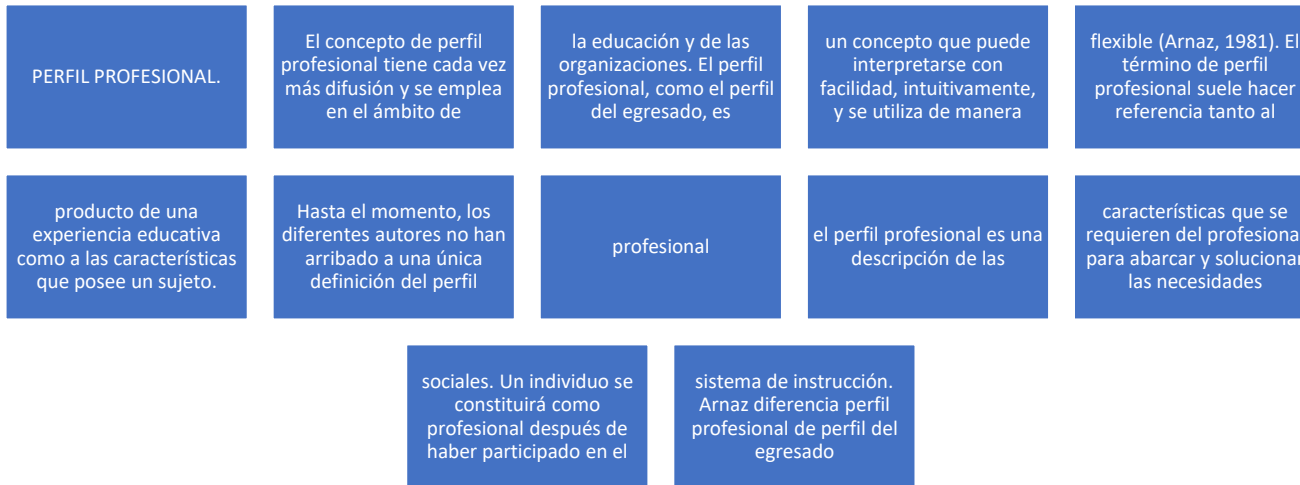 PERFIL PROFESIONAL.
El concepto de perfil
profesional tiene cada vez
más difusión y se emplea
en el ámbito de
la educación y de las
organizaciones. El perfil
profesional, como el perfil
del egresado, es
un concepto que puede
interpretarse con
facilidad, intuitivamente,
y se utiliza de manera
flexible (Arnaz, 1981). El
término de perfil
profesional suele hacer
referencia tanto al
producto de una
experiencia educativa
como a las características
que posee un sujeto.
Hasta el momento, los
diferentes autores no han
arribado a una única
definición del perfil
profesional
el perfil profesional es una
descripción de las
características que se
requieren del profesional
para abarcar y solucionar
las necesidades
sociales. Un individuo se
constituirá como
profesional después de
haber participado en el
sistema de instrucción.
Arnaz diferencia perfil
profesional de perfil del
egresado